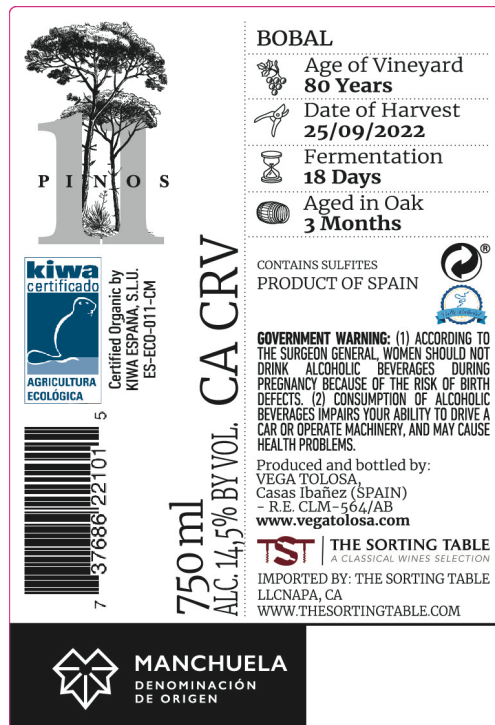 11
PINOS
kiwa
certificado
AGRICULTURA
ECOLÓGICA
Certified Organic by
KIWA ESPAÑA, S.L.U.
ES-ECO-011-CM
7 37686 22101 5
750 ml
ALC. 14,5% BY VOL.
CA CRV
BOBAL
Age of Vineyard
80 Years
Date of Harvest
25/09/2022
Fermentation
18 Days
Aged in Oak
3 Months
CONTAINS SULFITES
PRODUCT OF SPAIN
®
GOVERNMENT WARNING: (1) ACCORDING TO
THE SURGEON GENERAL, WOMEN SHOULD NOT
DRINK ALCOHOLIC BEVERAGES DURING
PREGNANCY BECAUSE OF THE RISK OF BIRTH
DEFECTS. (2) CONSUMPTION OF ALCOHOLIC
BEVERAGES IMPAIRS YOUR ABILITY TO DRIVE A
CAR OR OPERATE MACHINERY, AND MAY CAUSE
HEALTH PROBLEMS.
Produced and bottled by:
VEGA TOLOSA,
Casas Ibañez (SPAIN)
- R.E. CLM-564/AB
www.vegatolosa.com
TST THE SORTING TABLE
A CLASSICAL WINES SELECTION
IMPORTED BY: THE SORTING TABLE
LLCNAPA, CA
WWW.THESORTINGTABLE.COM
MANCHUELA
DENOMINACIÓN
DE ORIGEN